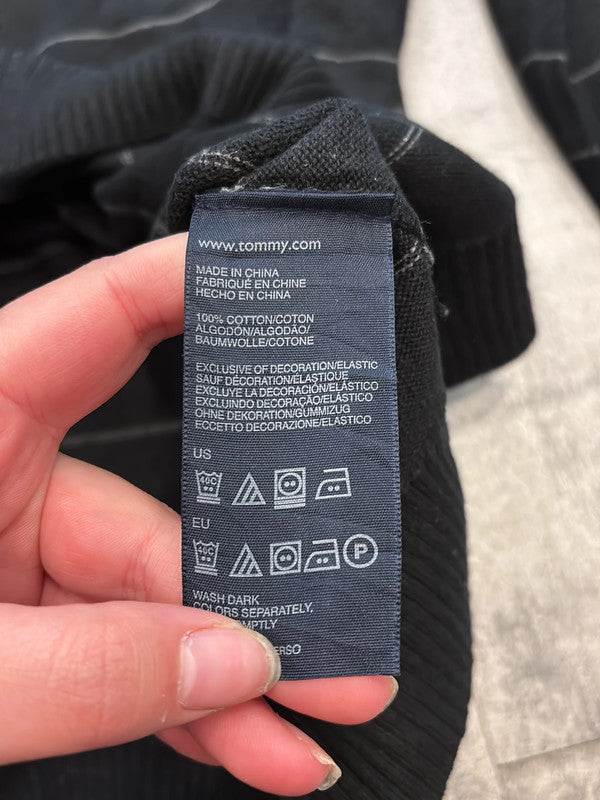 www.tommy.com
MADE IN CHINA
FABRIQUÉ EN CHINE
HECHO EN CHINA
100% COTTON/COTON
ALGODÓN/ALGODÃO/
BAUMWOLLE/COTONE
EXCLUSIVE OF DECORATION/ELASTIC
SAUF DÉCORATION/ÉLASTIQUE
EXCLUYE LA DECORACIÓN/ELÁSTICO
EXCLUINDO DECORAÇÃO/ELÁSTICO
OHNE DEKORATION/GUMMIZUG
ECCETTO DECORAZIONE/ELASTICO
US
40C
EU
40C P
WASH DARK
COLORS SEPARATELY,